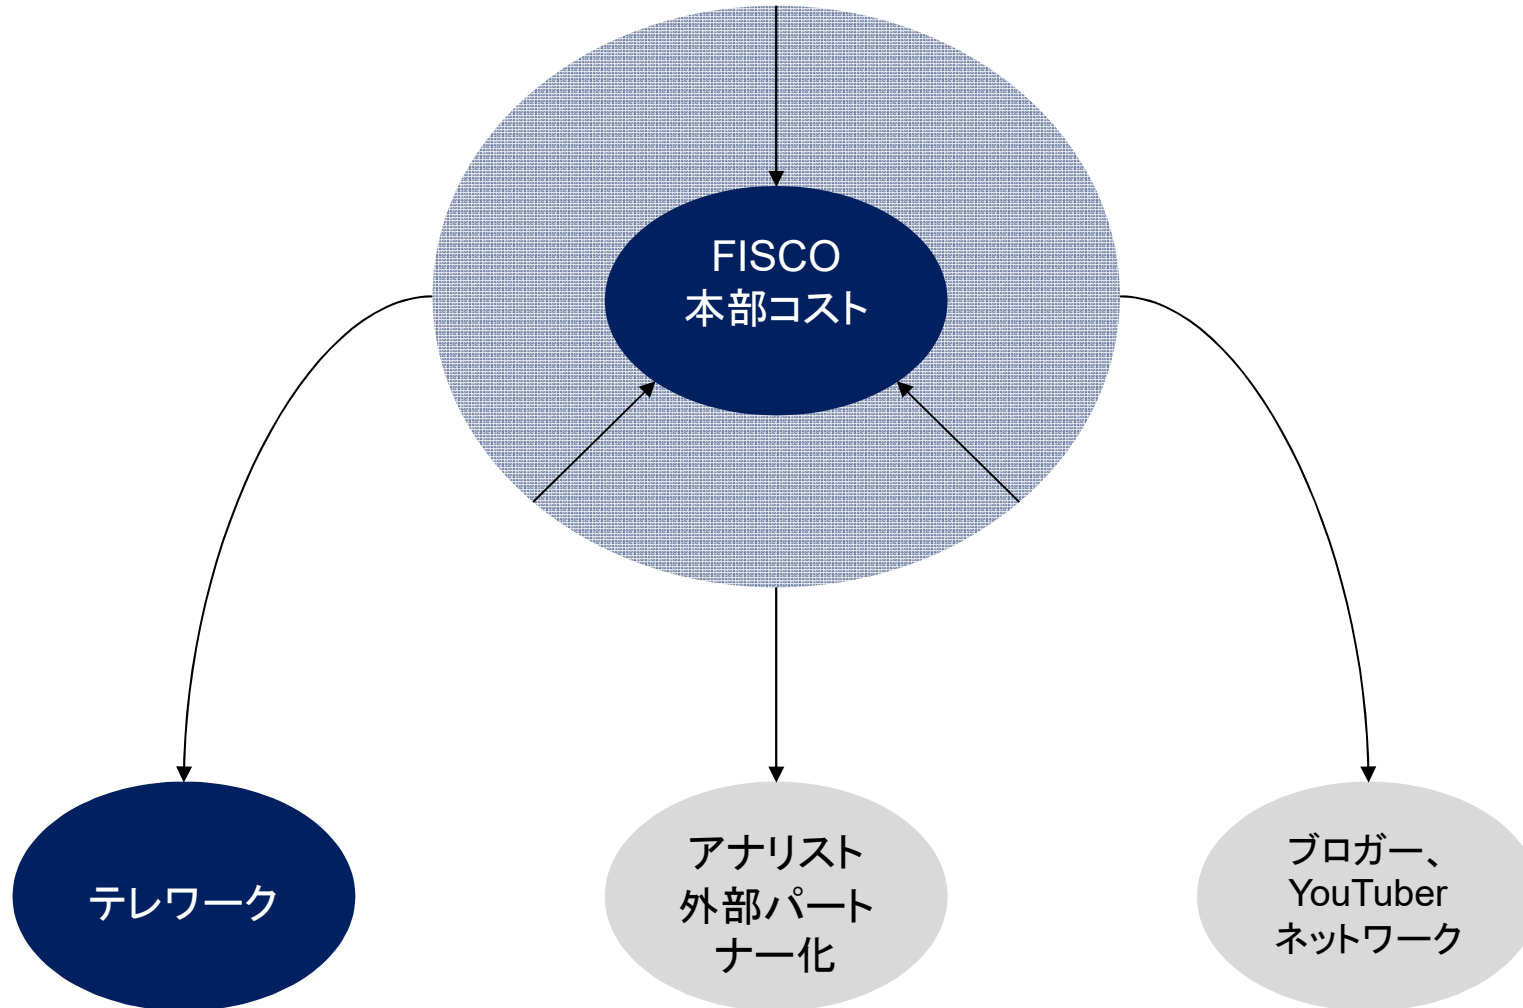 FISCO
本部コスト
テレワーク
アナリスト
外部パート
ナー化
ブロガー、
YouTuber
ネットワーク